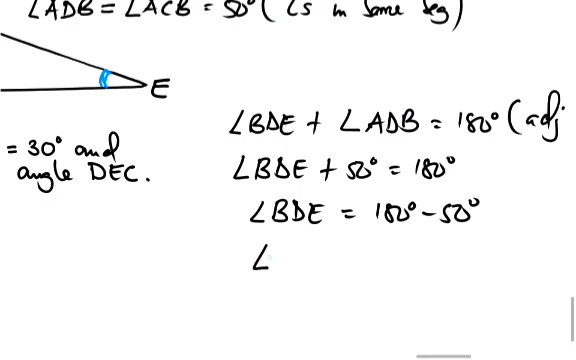 ∠ADB = ∠ACB = 50° (∠s in same seg)
E
= 30° and
angle DEC.
∠BDE + ∠ADB = 180° (adj
∠BDE + 50° = 180°
∠BDE = 180° - 50°
∠